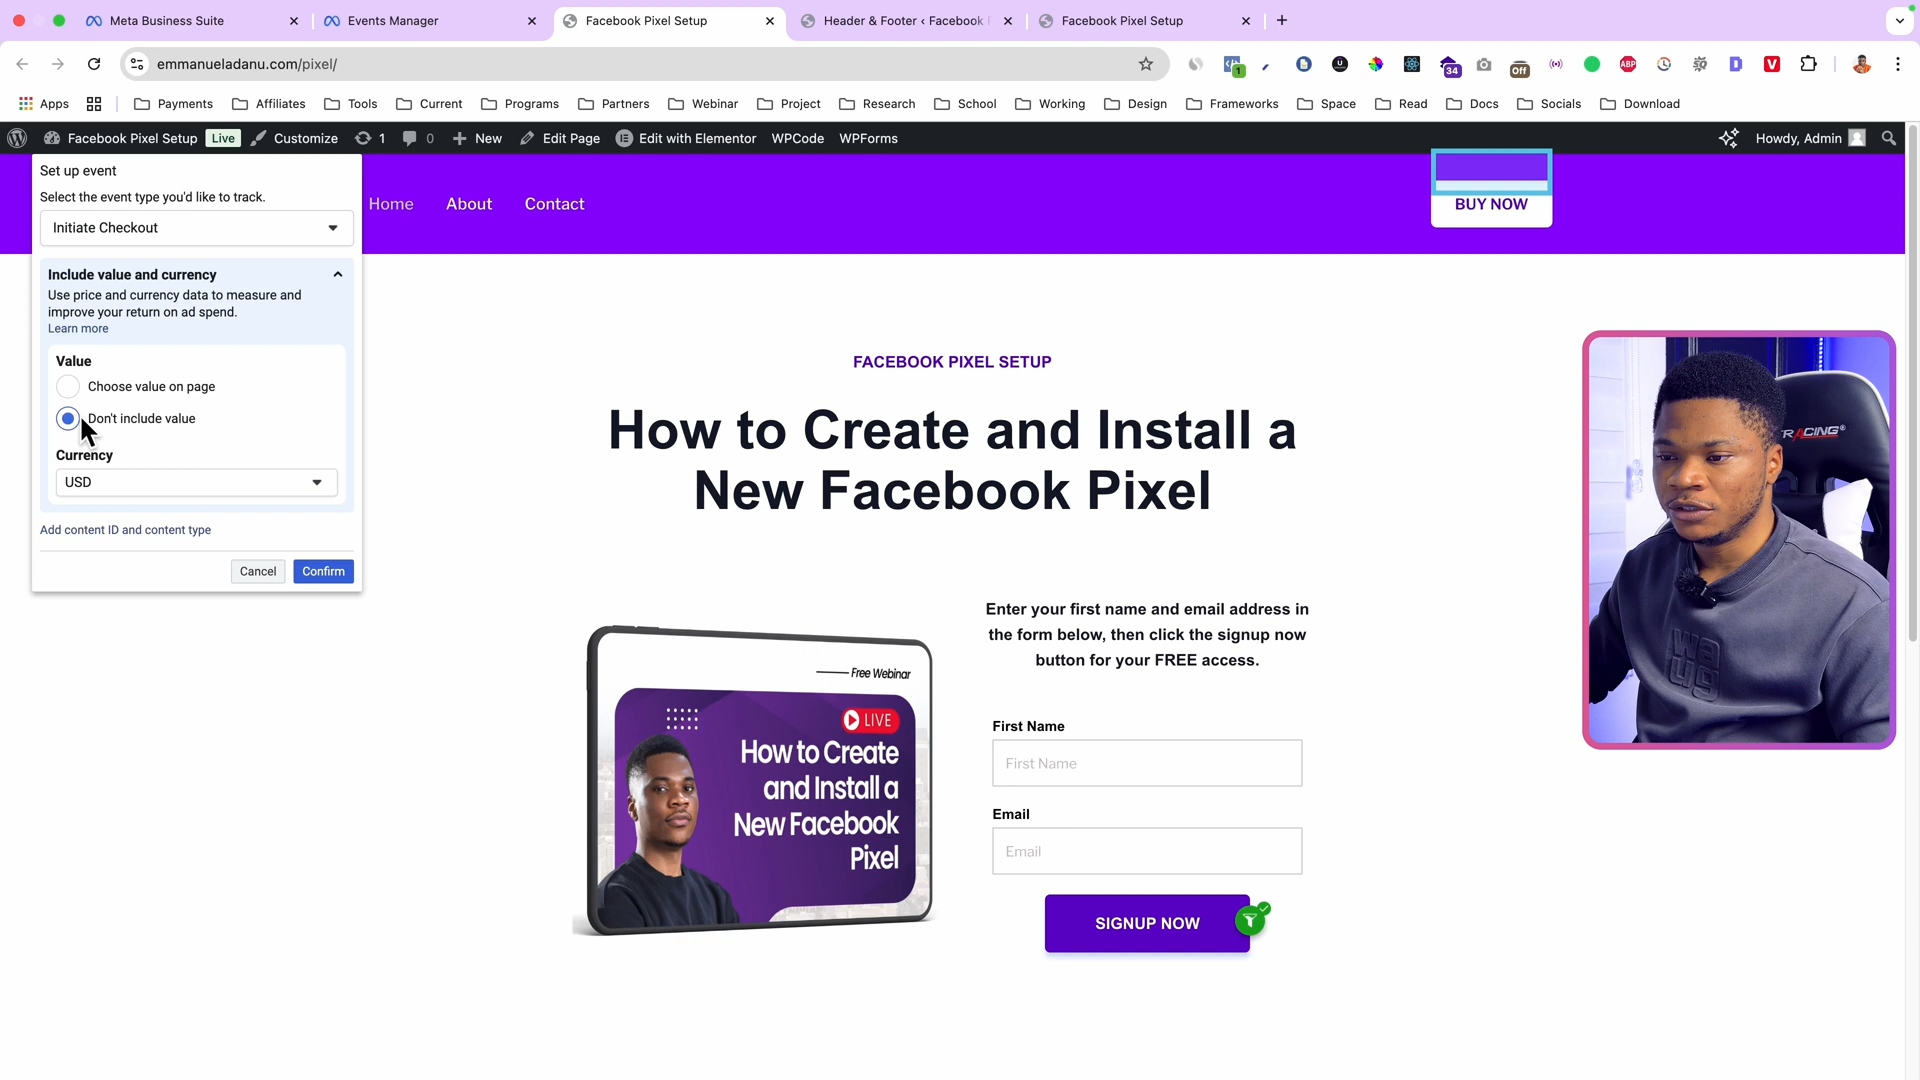 Meta Business Suite
Events Manager
Facebook Pixel Setup
Header & Footer ‹ Facebook
Facebook Pixel Setup
emmanueladanu.com/pixel/
1
34
Off
ABP
Apps
Payments
Affiliates
Tools
Current
Programs
Partners
Webinar
Project
Research
School
Working
Design
Frameworks
Space
Read
Docs
Socials
Download
Facebook Pixel Setup
Live
Customize
1
0
New
Edit Page
Edit with Elementor
WPCode
WPForms
Howdy, Admin
Set up event
Select the event type you'd like to track.
Initiate Checkout
Include value and currency
Use price and currency data to measure and
improve your return on ad spend.
Learn more
Value
Choose value on page
Don't include value
Currency
USD
Add content ID and content type
Cancel
Confirm
Home
About
Contact
BUY NOW
FACEBOOK PIXEL SETUP
How to Create and Install a
New Facebook Pixel
Free Webinar
LIVE
How to Create
and Install a
New Facebook
Pixel
Enter your first name and email address in
the form below, then click the signup now
button for your FREE access.
First Name
First Name
Email
Email
SIGNUP NOW
RACING